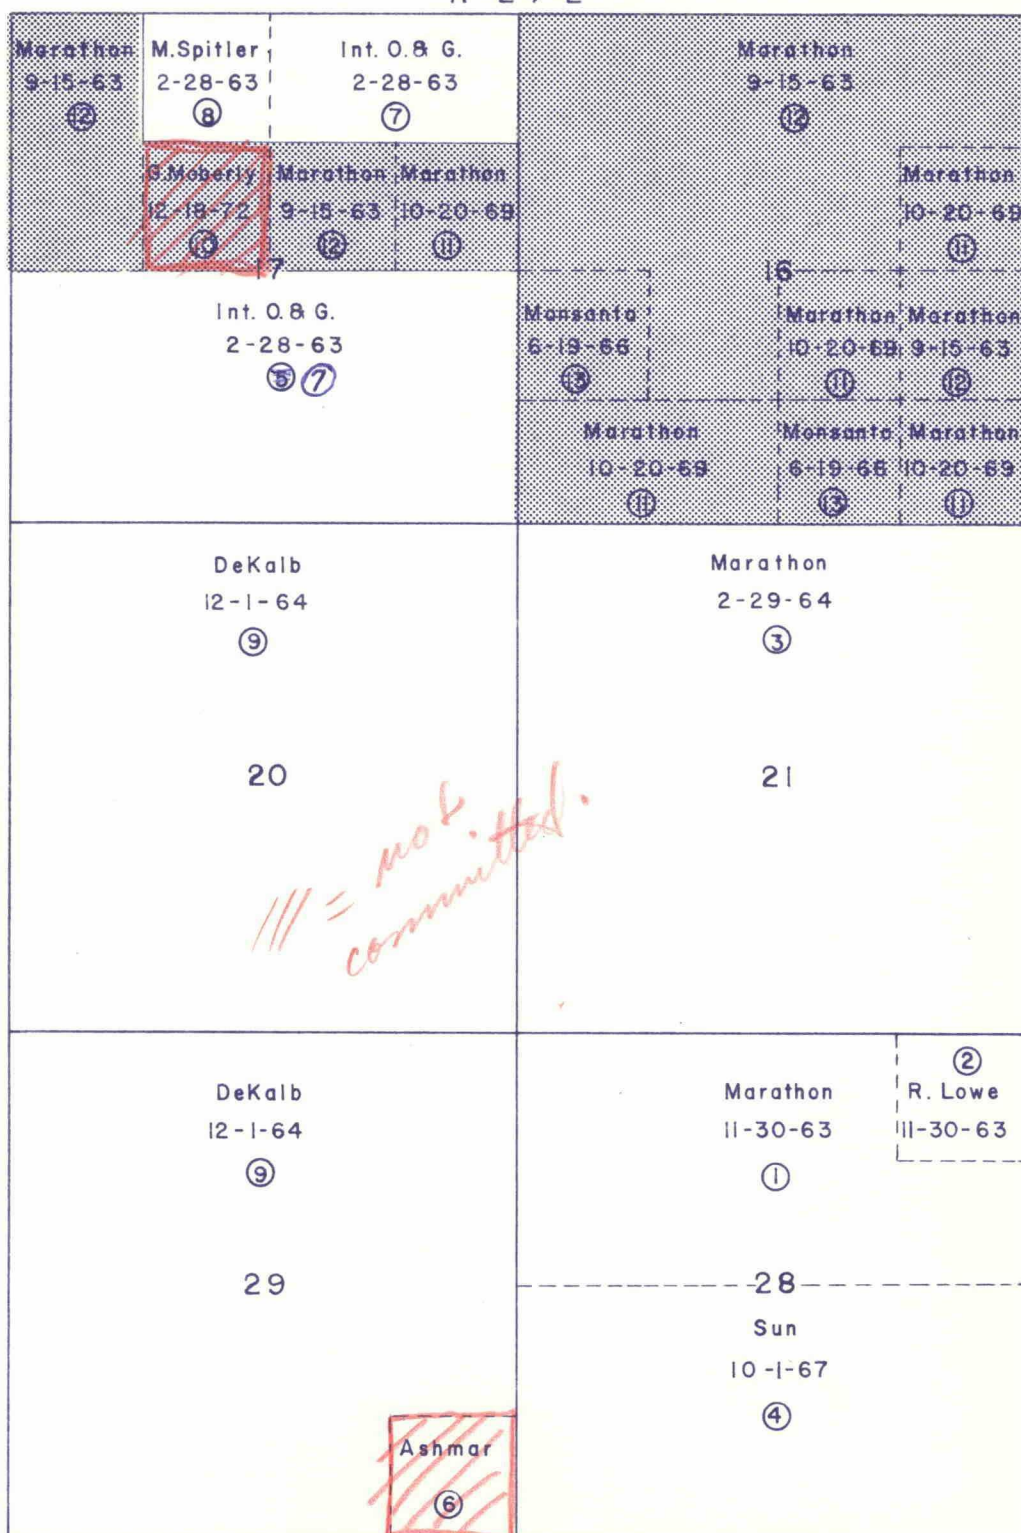 Marathon
9-15-63
⑫
M.Spitler
2-28-63
⑧
Int. O. & G.
2-28-63
⑦
Marathon
9-15-63
⑫
G.Moberly
12-18-72
⑩
Marathon
9-15-63
⑫
Marathon
10-20-69
⑪
Marathon
10-20-69
⑪
17
16
Int. O. & G.
2-28-63
⑤ ⑦
Monsanto
6-19-66
⑬
Marathon
10-20-69
⑪
Marathon
9-15-63
⑫
Marathon
10-20-69
⑪
Monsanto
6-19-66
⑬
Marathon
10-20-69
⑪
DeKalb
12-1-64
⑨
20
Marathon
2-29-64
③
21
/// = not
committed.
DeKalb
12-1-64
⑨
29
Marathon
11-30-63
①
②
R. Lowe
11-30-63
28
Sun
10-1-67
④
Ashmar
⑥